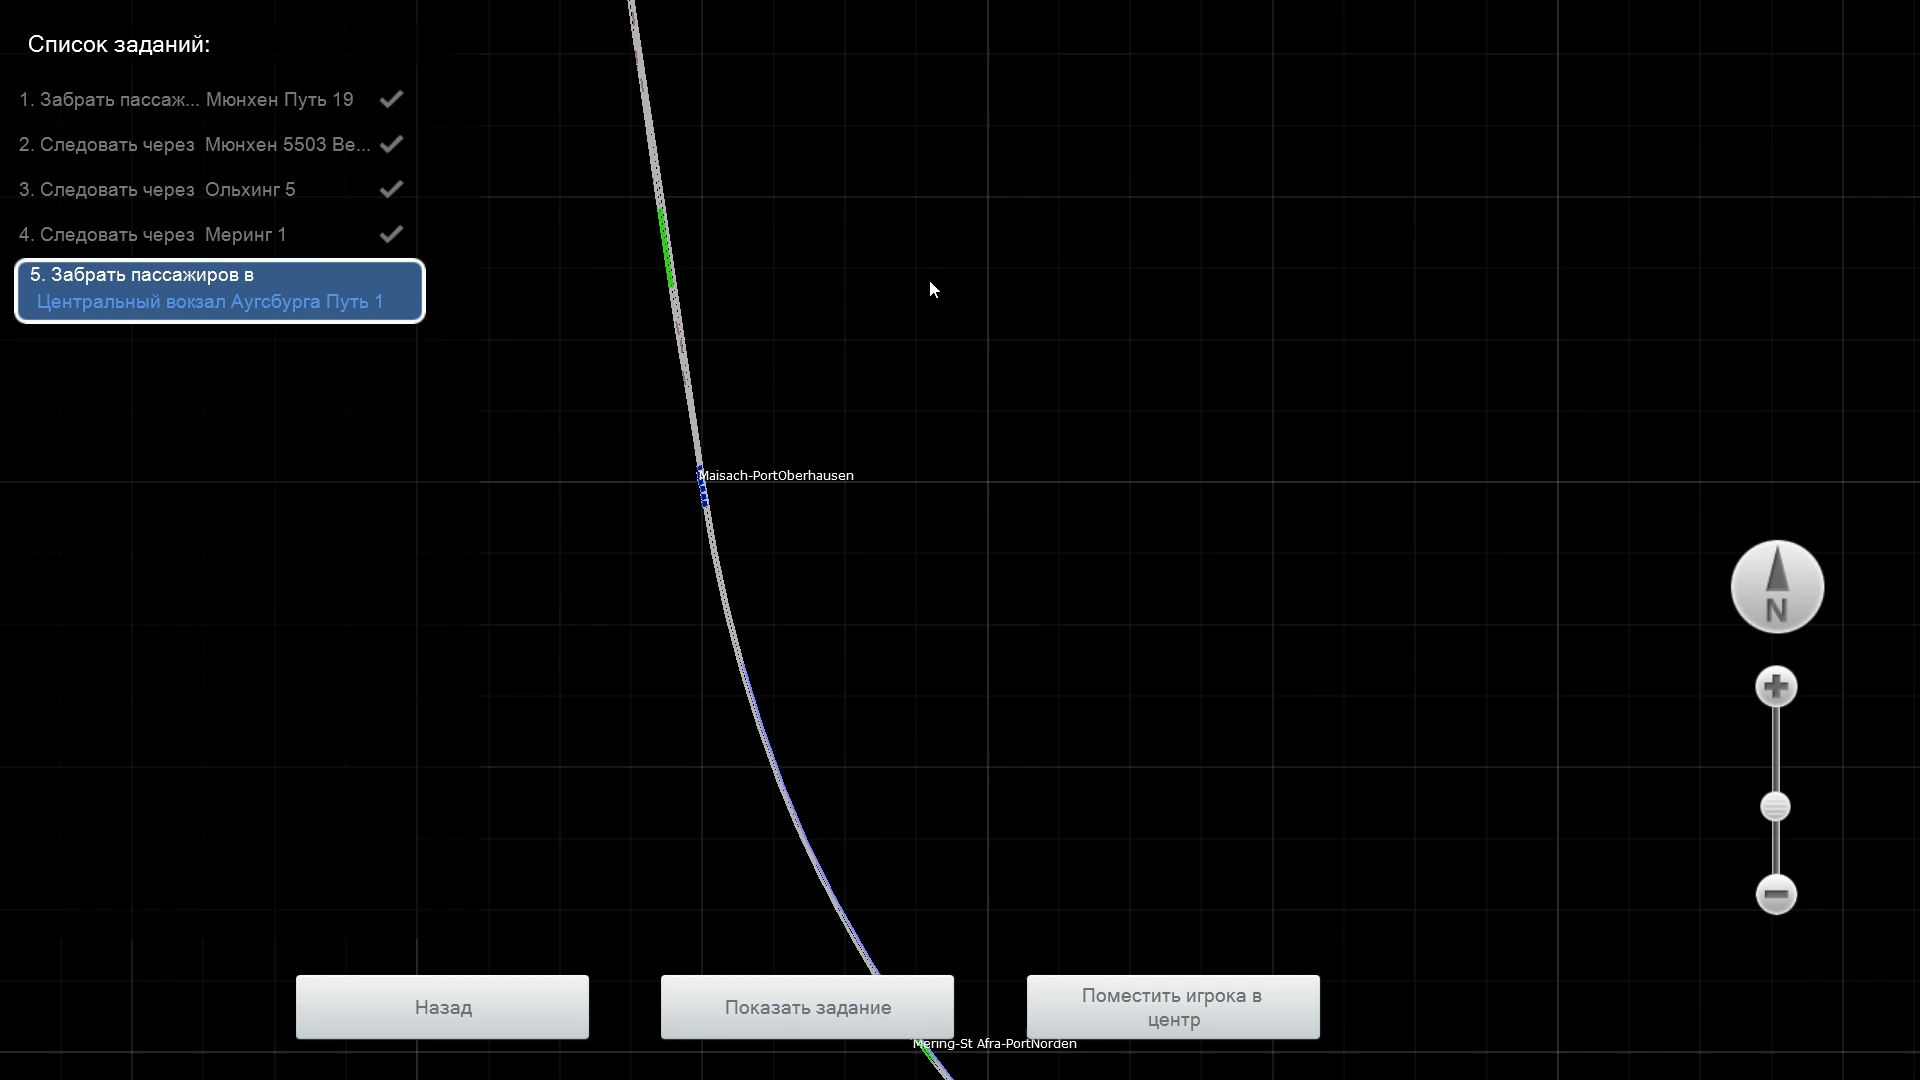 Список заданий:
1. Забрать пассаж... Мюнхен Путь 19
2. Следовать через Мюнхен 5503 Ве...
3. Следовать через Ольхинг 5
4. Следовать через Меринг 1
5. Забрать пассажиров в
Центральный вокзал Аугсбурга Путь 1
Maisach-PortOberhausen
N
Назад
Показать задание
Поместить игрока в
центр
Mering-St Afra-PortNorden